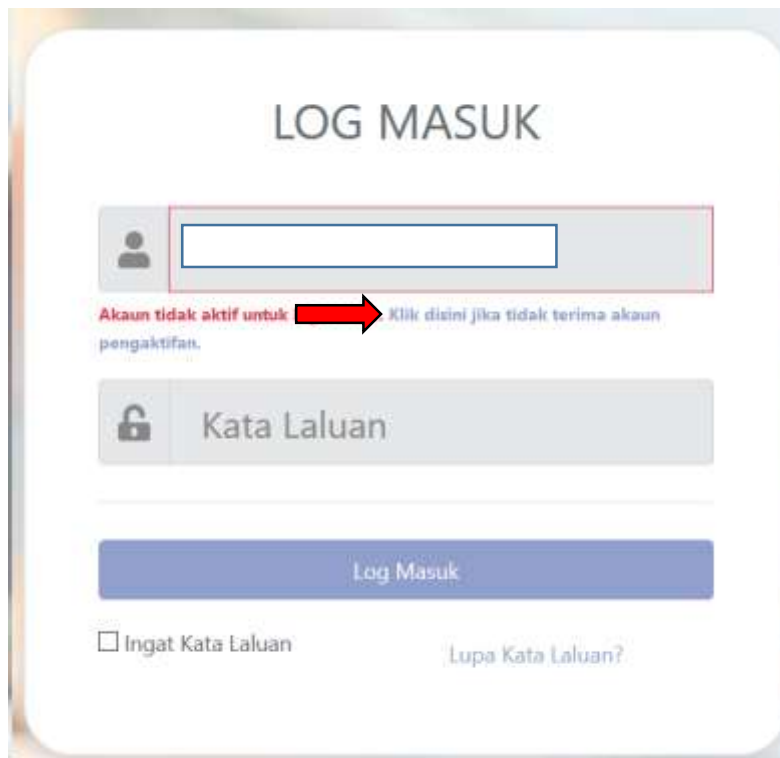 LOG MASUK
Akaun tidak aktif untuk Klik disini jika tidak terima akaun
pengaktifan.
Kata Laluan
Log Masuk
Ingat Kata Laluan
Lupa Kata Laluan?